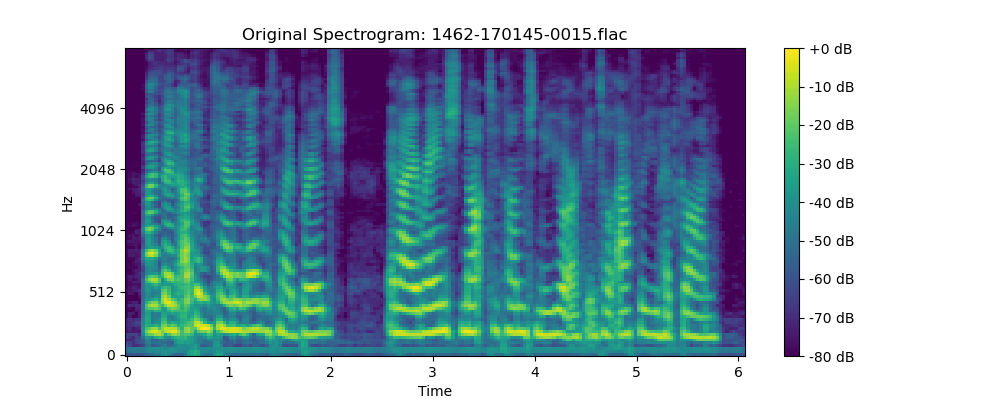 Original Spectrogram: 1462-170145-0015.flac
Hz
4096
2048
1024
512
0
0 1 2 3 4 5 6
Time
+0 dB
-10 dB
-20 dB
-30 dB
-40 dB
-50 dB
-60 dB
-70 dB
-80 dB